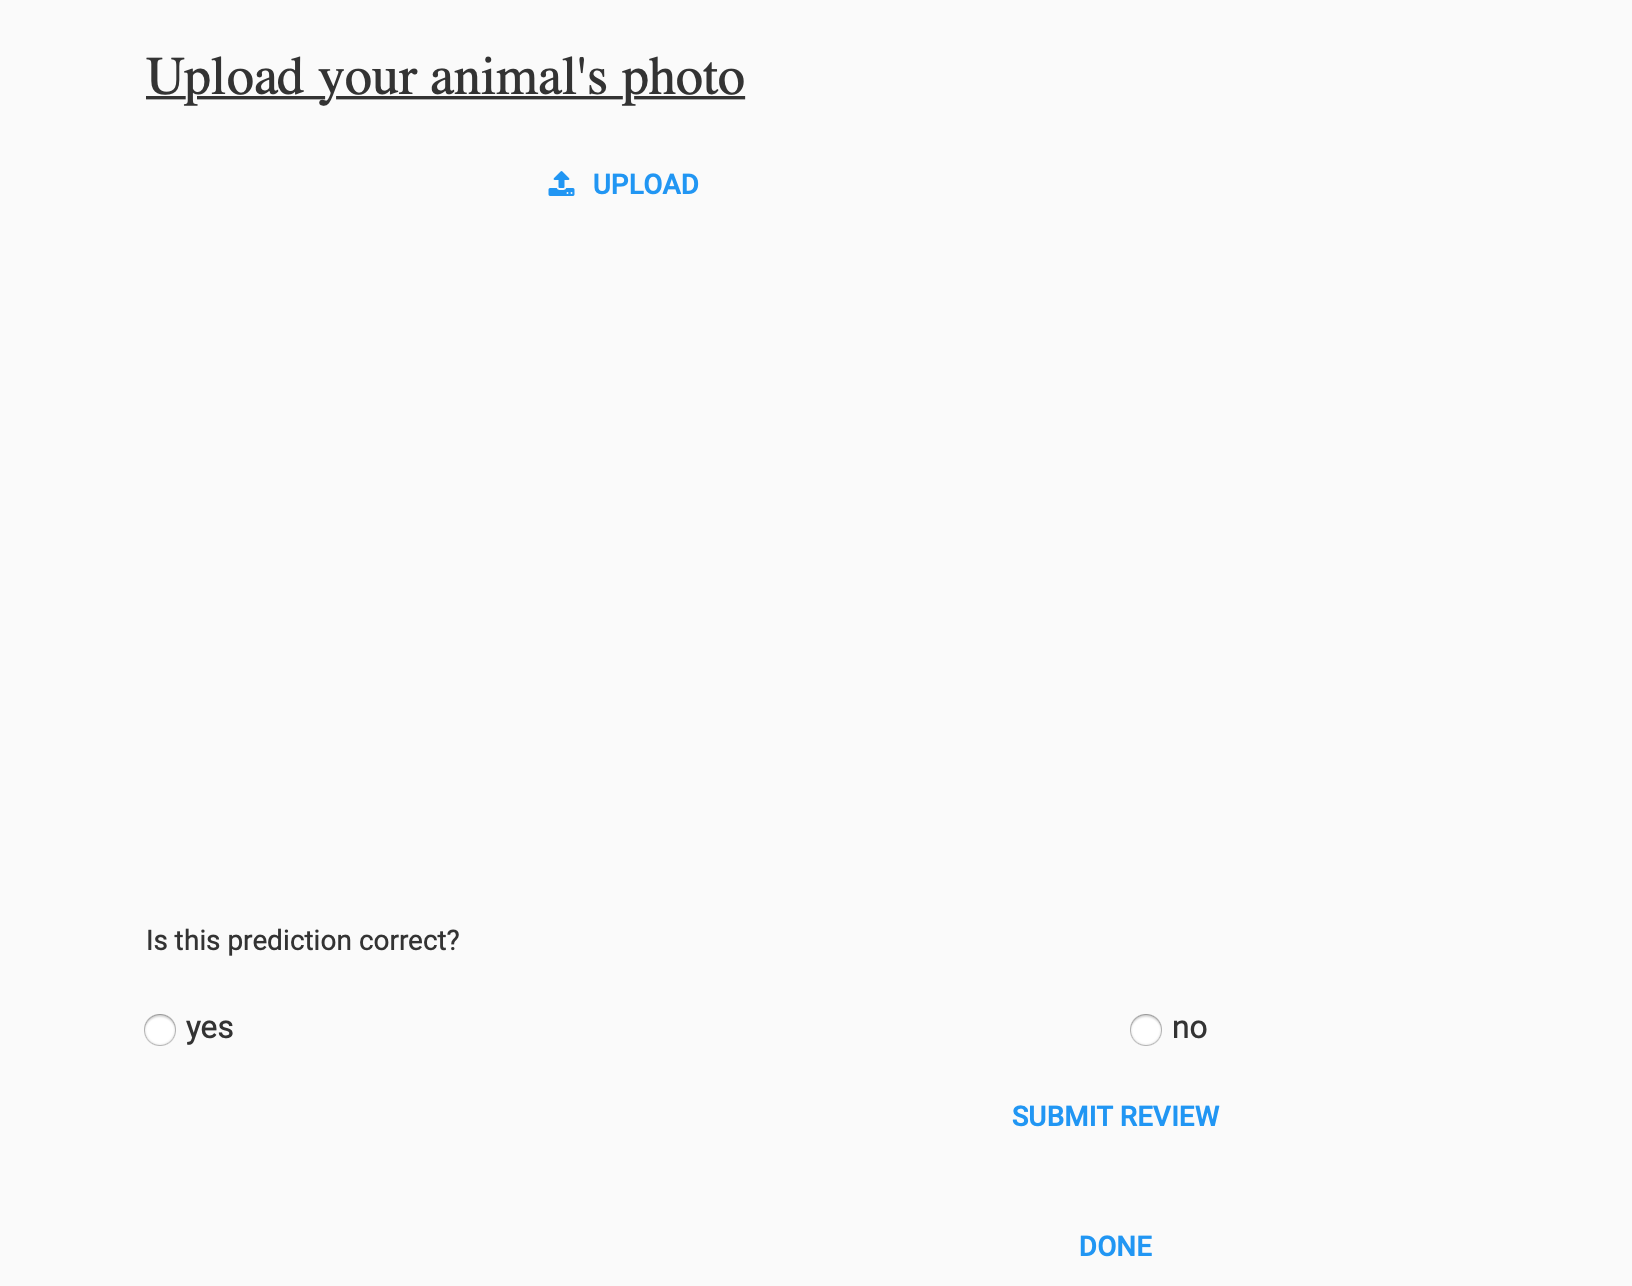 Upload your animal's photo
UPLOAD
Is this prediction correct?
yes
no
SUBMIT REVIEW
DONE